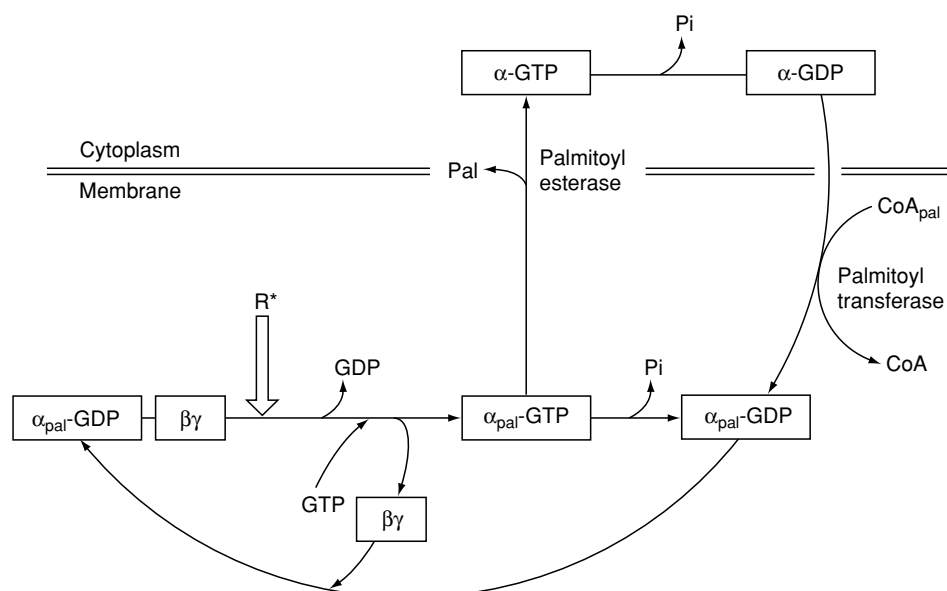 Pi
α-GTP
α-GDP
Cytoplasm
Membrane
Pal
Palmitoyl
esterase
CoApal
Palmitoyl
transferase
CoA
R*
GDP
Pi
αpal-GDP
βγ
αpal-GTP
αpal-GDP
GTP
βγ